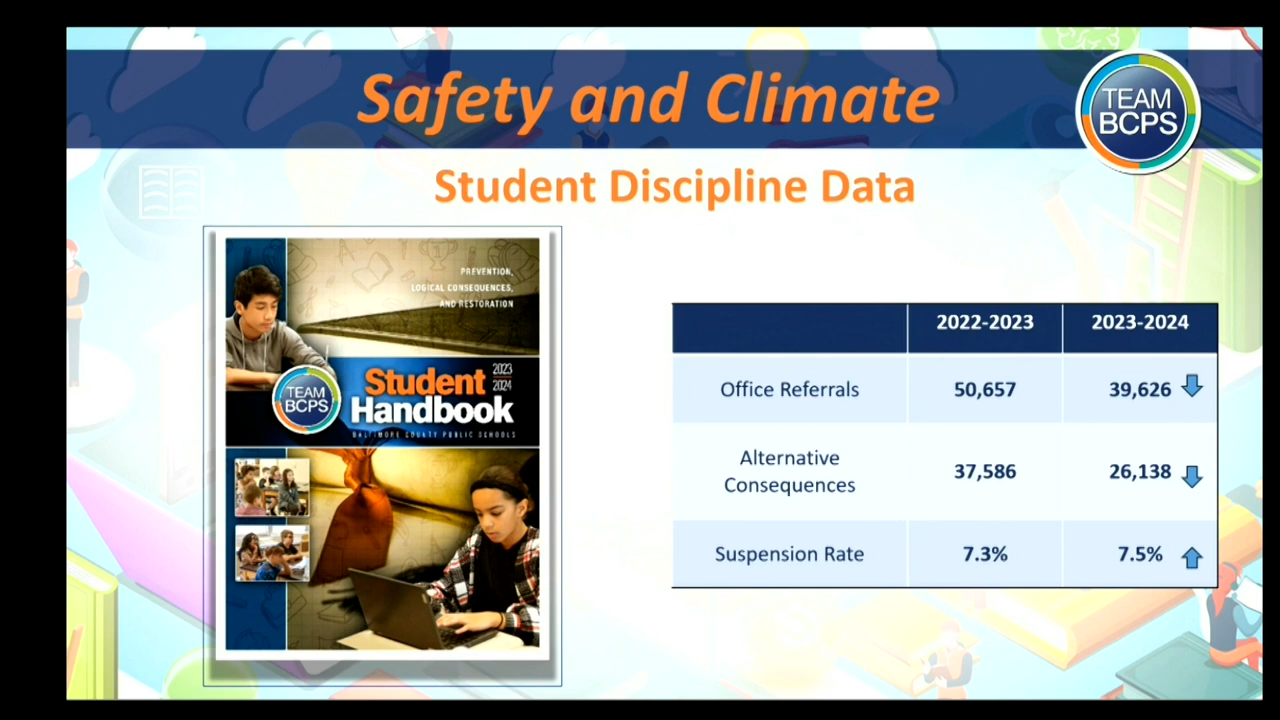 Safety and Climate
TEAM
BCPS
Student Discipline Data
PREVENTION,
LOGICAL CONSEQUENCES,
AND RESTORATION
TEAM
BCPS
Student 2023
2024
Handbook
BALTIMORE COUNTY PUBLIC SCHOOLS
2022-2023 2023-2024
Office Referrals 50,657 39,626
Alternative
Consequences 37,586 26,138
Suspension Rate 7.3% 7.5%